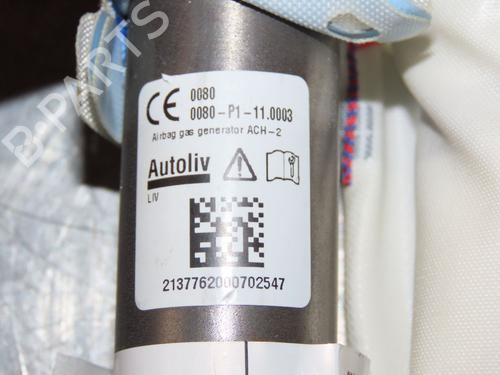 B-PARTS
CE 0080
0080-P1-11.0003
Airbag gas generator ACH-2
Autoliv
LIV
2137762000702547